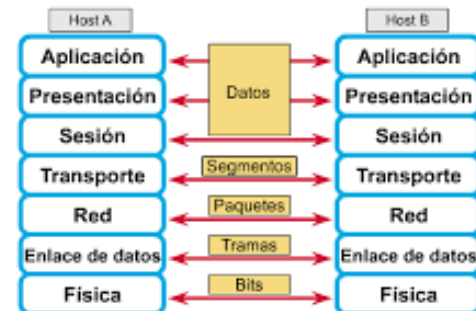 Host A Host B
Aplicación Aplicación
Presentación Datos Presentación
Sesión Sesión
Transporte Segmentos Transporte
Red Paquetes Red
Enlace de datos Tramas Enlace de datos
Física Bits Física